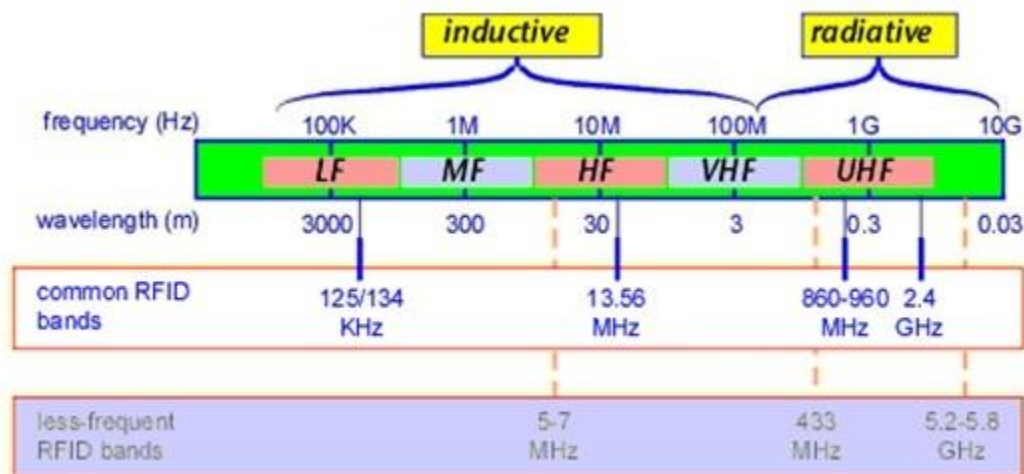 inductive radiative
frequency (Hz) 100K 1M 10M 100M 1G 10G
LF MF HF VHF UHF
wavelength (m) 3000 300 30 3 0.3 0.03
common RFID 125/134 13.56 860-960 2.4
bands KHz MHz MHz GHz
less-frequent 5-7 433 5.2-5.8
RFID bands MHz MHz GHz